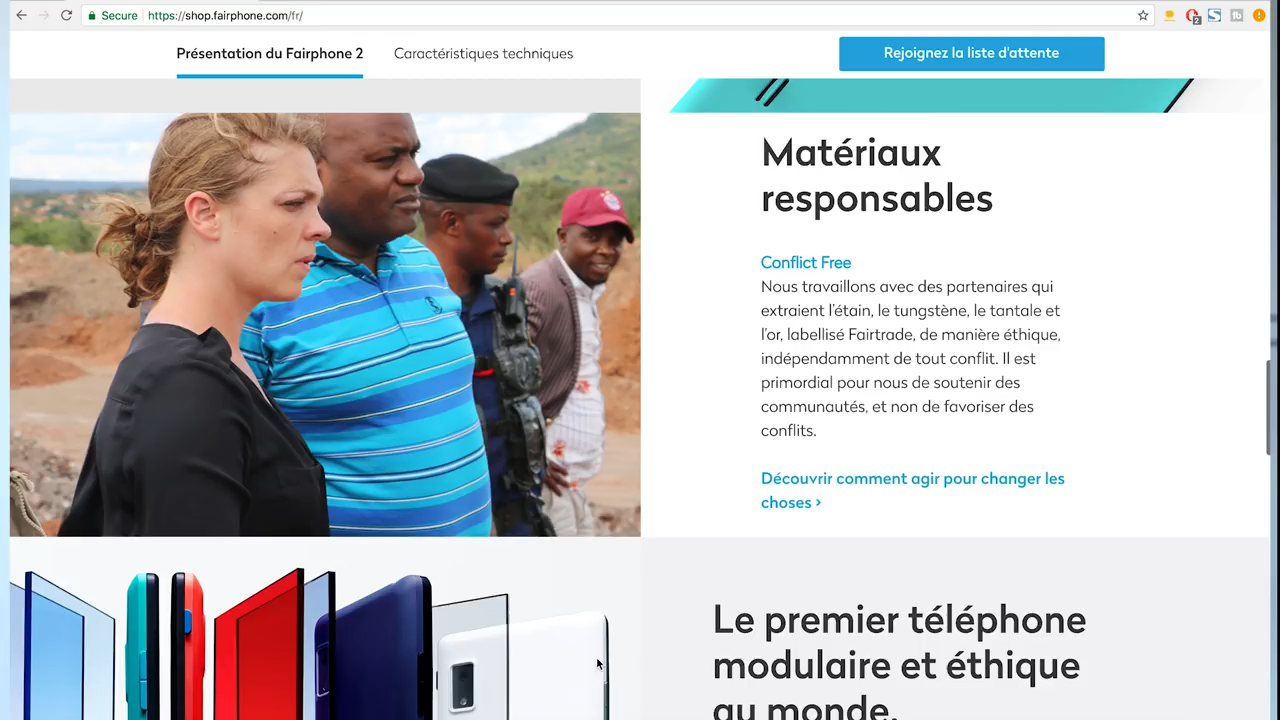 Secure
https://shop.fairphone.com/fr/
Présentation du Fairphone 2
Caractéristiques techniques
Rejoignez la liste d'attente
Matériaux
responsables
Conflict Free
Nous travaillons avec des partenaires qui
extraient l'étain, le tungstène, le tantale et
l'or, labellisé Fairtrade, de manière éthique,
indépendamment de tout conflit. Il est
primordial pour nous de soutenir des
communautés, et non de favoriser des
conflits.
Découvrir comment agir pour changer les
choses ›
Le premier téléphone
modulaire et éthique
au monde.